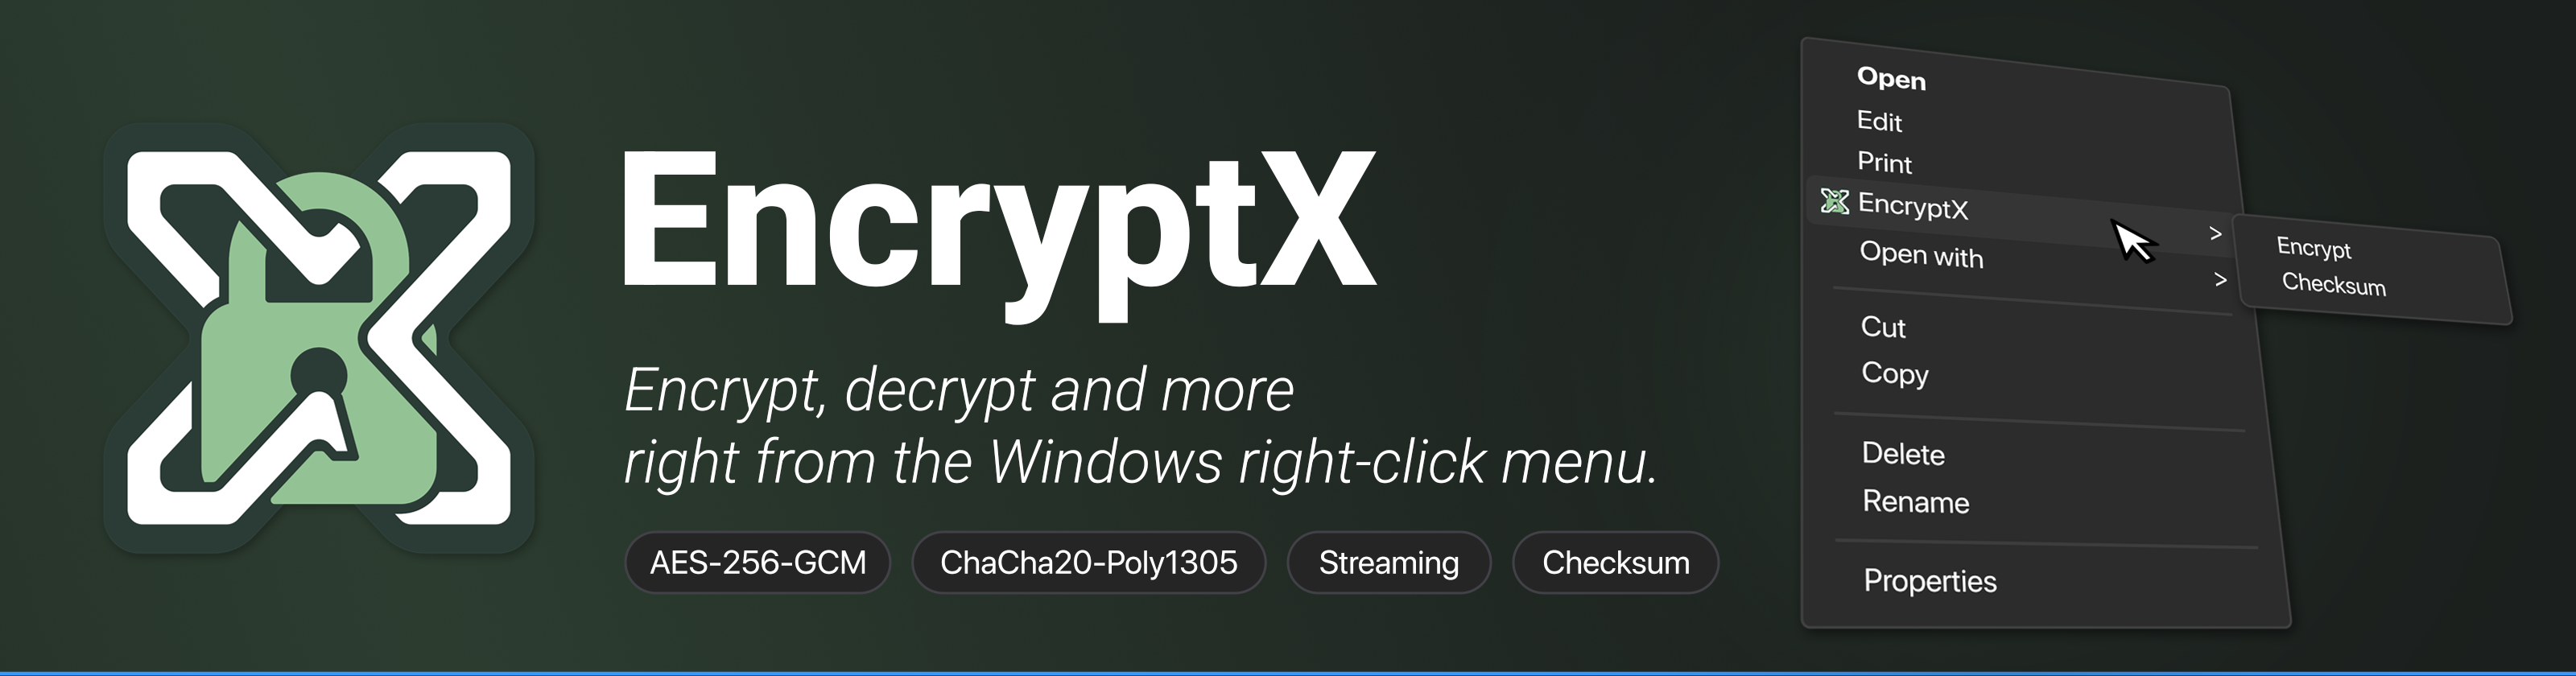 EncryptX
Encrypt, decrypt and more
right from the Windows right-click menu.
AES-256-GCM
ChaCha20-Poly1305
Streaming
Checksum
Open
Edit
Print
EncryptX >
Open with >
Cut
Copy
Delete
Rename
Properties
Encrypt
Checksum